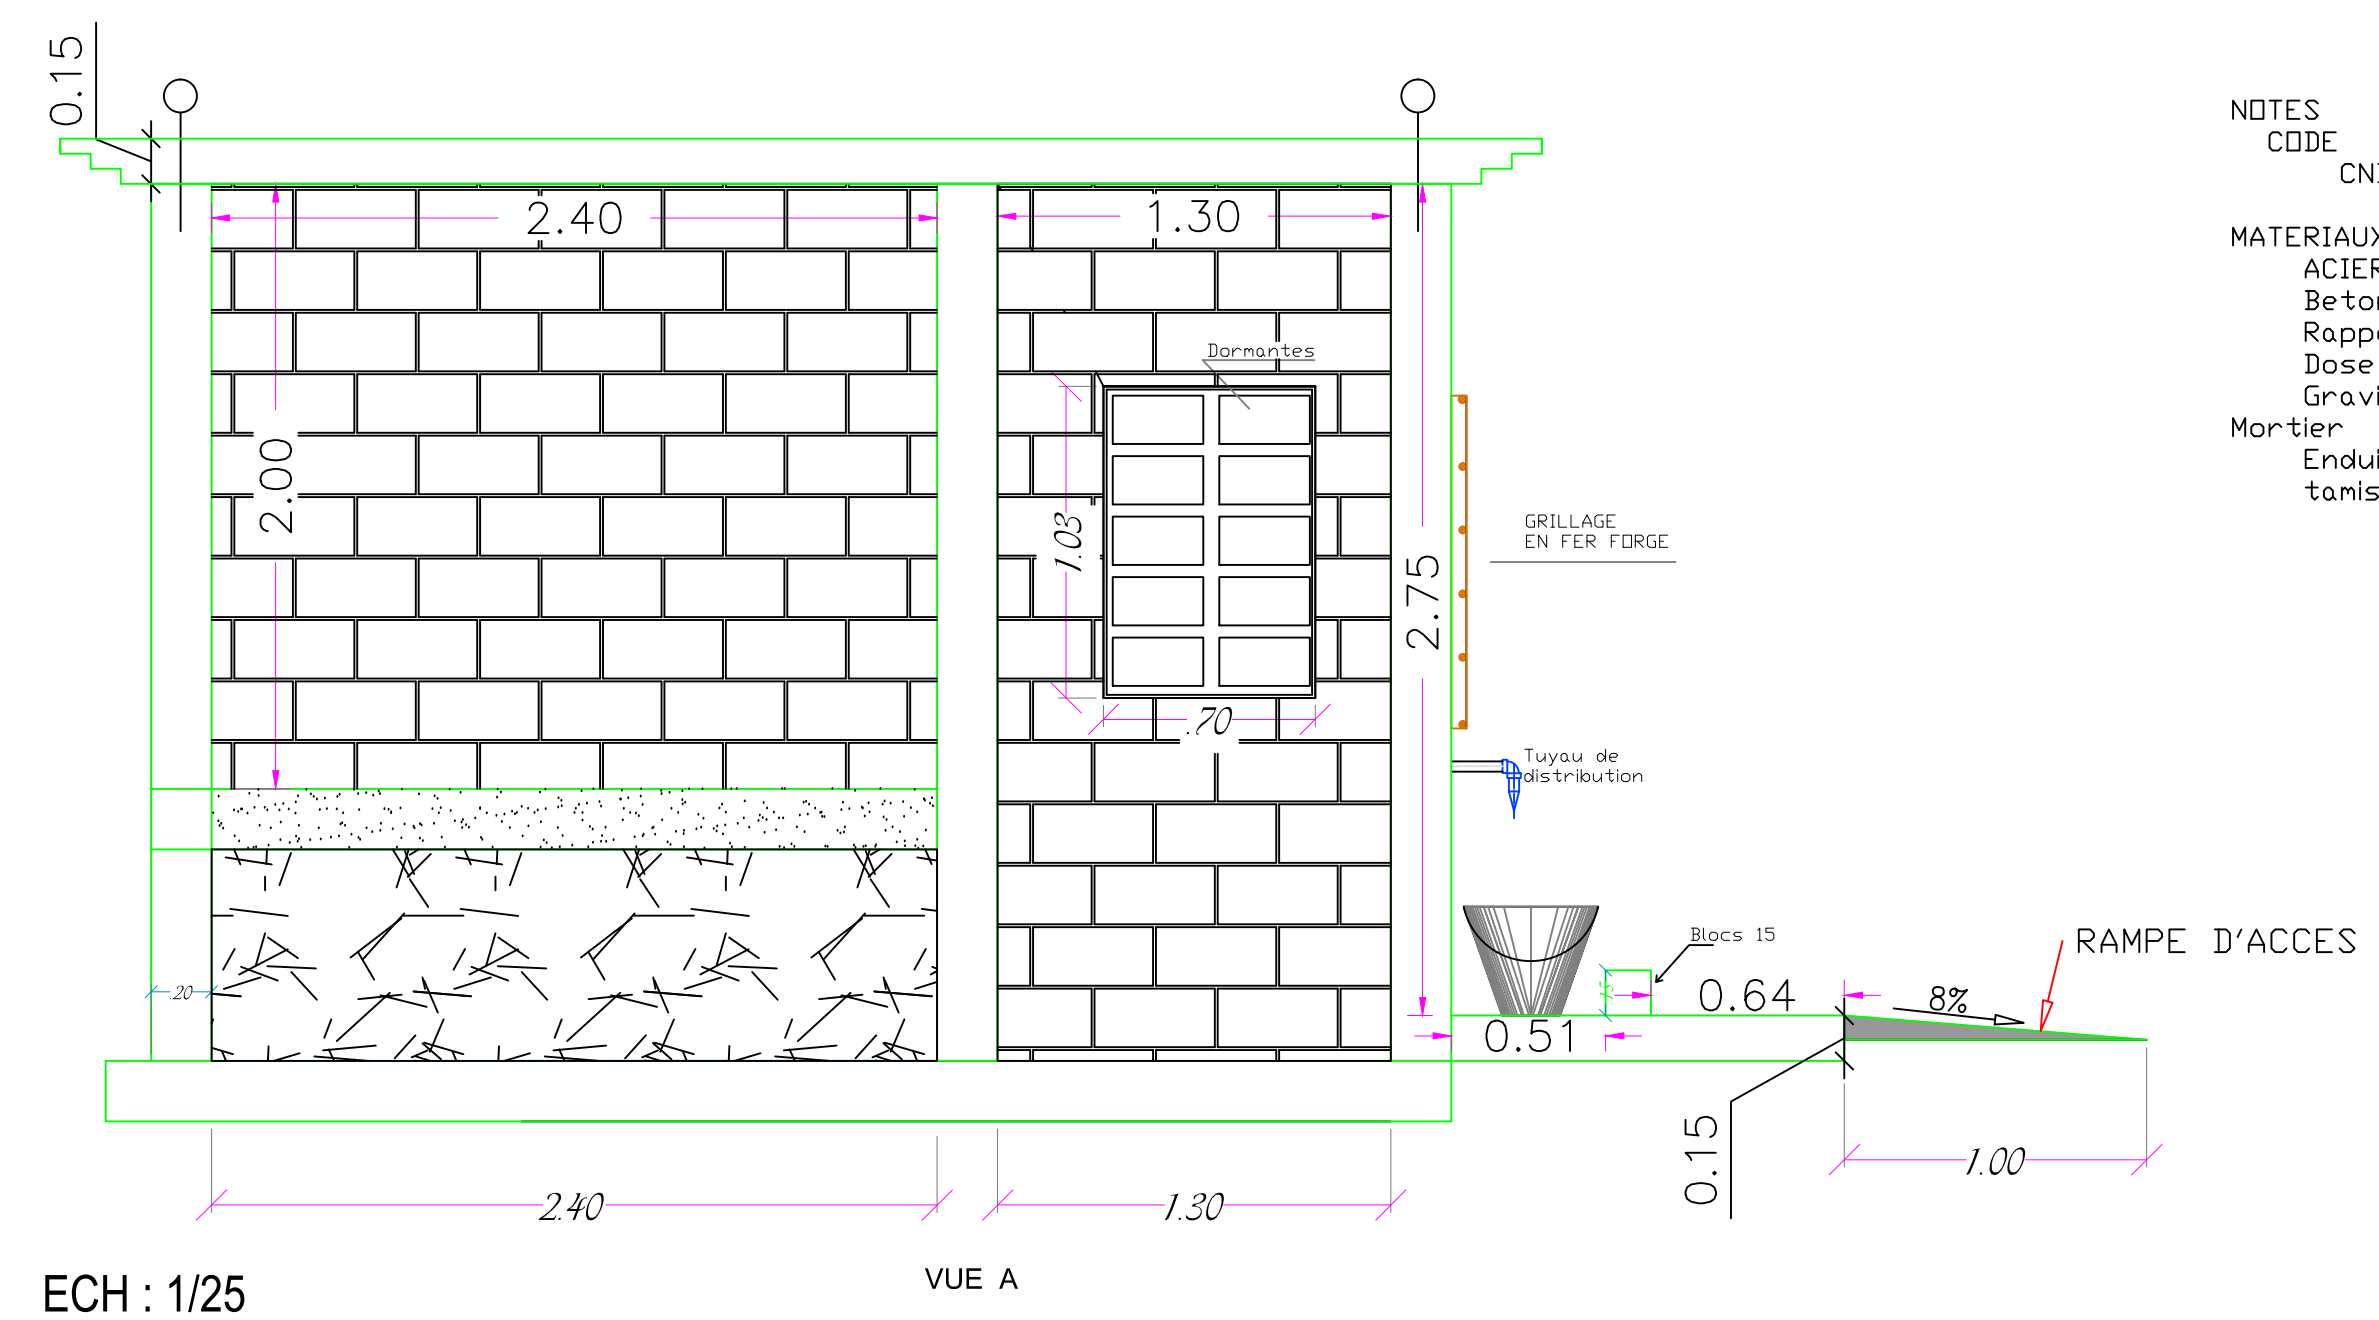 0.15
NOTES
CODE
MATERIAUX
2.40
1.30
Dormantes
2.00
1.03
2.75
.70
GRILLAGE
EN FER FORGE
Mortier
Tuyau de
distribution
Blocs 15
RAMPE D'ACCES
.20
.15
0.64
8%
0.51
0.15
1.00
2.40
1.30
VUE A
ECH : 1/25